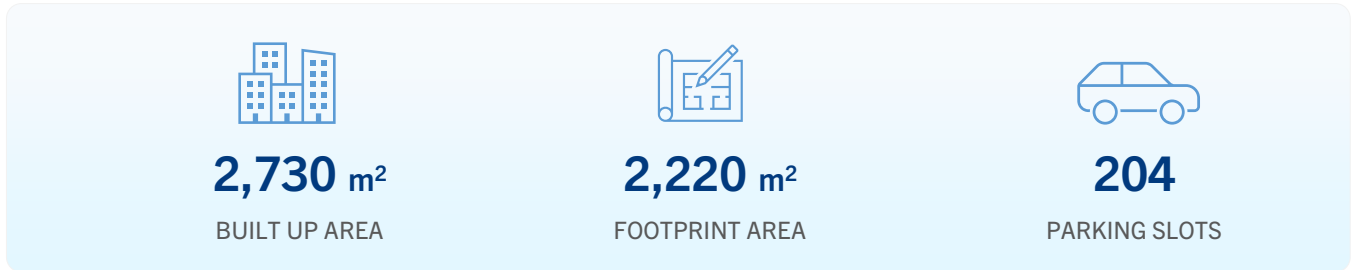 2,730 m²
BUILT UP AREA
2,220 m²
FOOTPRINT AREA
204
PARKING SLOTS